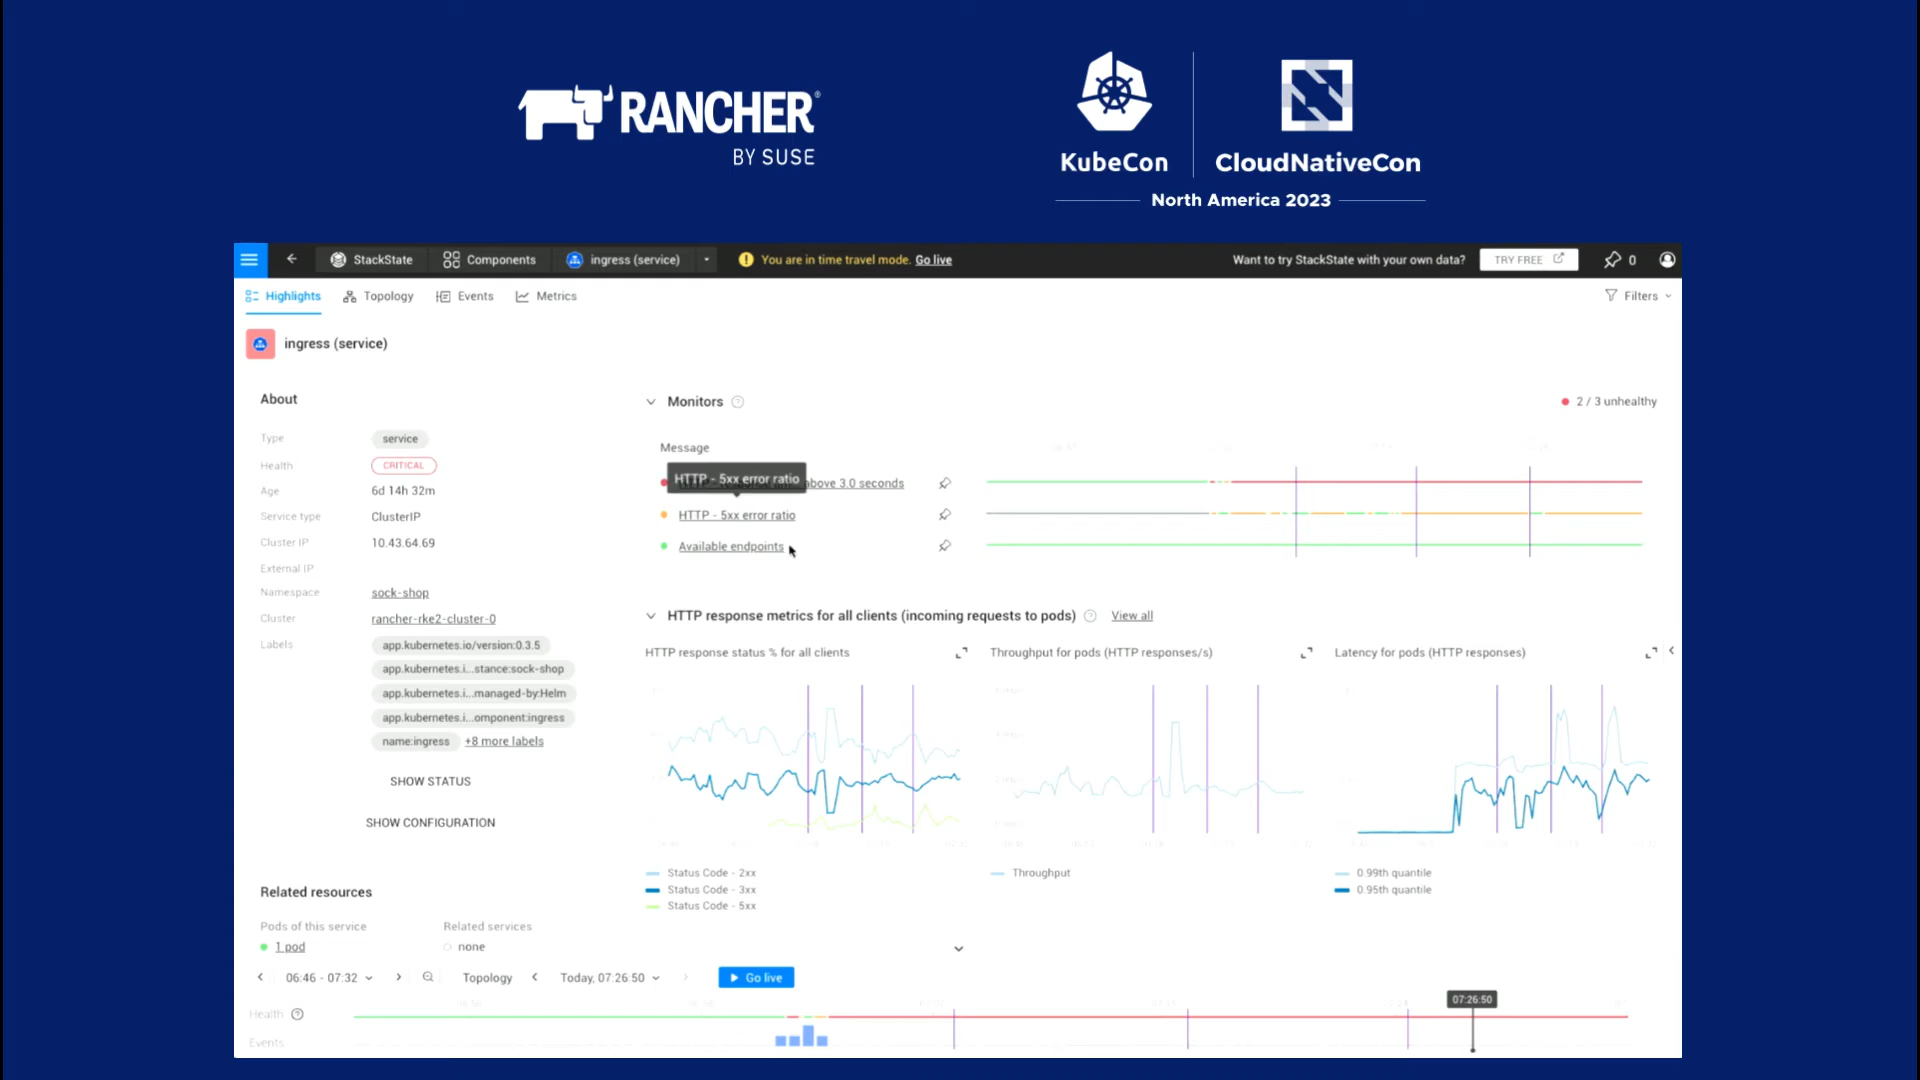 RANCHER®
BY SUSE
KubeCon
CloudNativeCon
North America 2023
StackState
Components
ingress (service)
You are in time travel mode. Go live
Want to try StackState with your own data?
TRY FREE
0
Highlights
Topology
Events
Metrics
Filters
ingress (service)
About
Type
service
Health
CRITICAL
Age
6d 14h 32m
Service type
ClusterIP
Cluster IP
10.43.64.69
External IP
Namespace
sock-shop
Cluster
rancher-rke2-cluster-0
Labels
app.kubernetes.io/version:0.3.5
app.kubernetes.i...stance:sock-shop
app.kubernetes.i...managed-by:Helm
app.kubernetes.i...omponent:ingress
name:ingress
+8 more labels
SHOW STATUS
SHOW CONFIGURATION
Related resources
Pods of this service
1 pod
Related services
none
Monitors
2 / 3 unhealthy
Message
HTTP - 5xx error ratio
above 3.0 seconds
HTTP - 5xx error ratio
Available endpoints
HTTP response metrics for all clients (incoming requests to pods)
View all
HTTP response status % for all clients
Throughput for pods (HTTP responses/s)
Latency for pods (HTTP responses)
Status Code - 2xx
Status Code - 3xx
Status Code - 5xx
Throughput
0.99th quantile
0.95th quantile
06:46 - 07:32
Topology
Today, 07:26:50
Go live
07:26:50
Health
Events